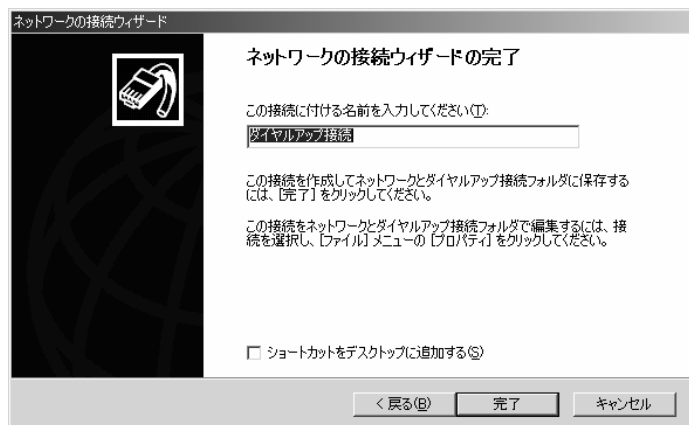 ネットワークの接続ウィザード
ネットワークの接続ウィザードの完了
この接続に付ける名前を入力してください(T):
ダイヤルアップ接続
この接続を作成してネットワークとダイヤルアップ接続フォルダに保存する
には、[完了] をクリックしてください。
この接続をネットワークとダイヤルアップ接続フォルダで編集するには、接
続を選択し、[ファイル] メニューの [プロパティ] をクリックしてください。
ショートカットをデスクトップに追加する(S)
< 戻る(B)
完了
キャンセル